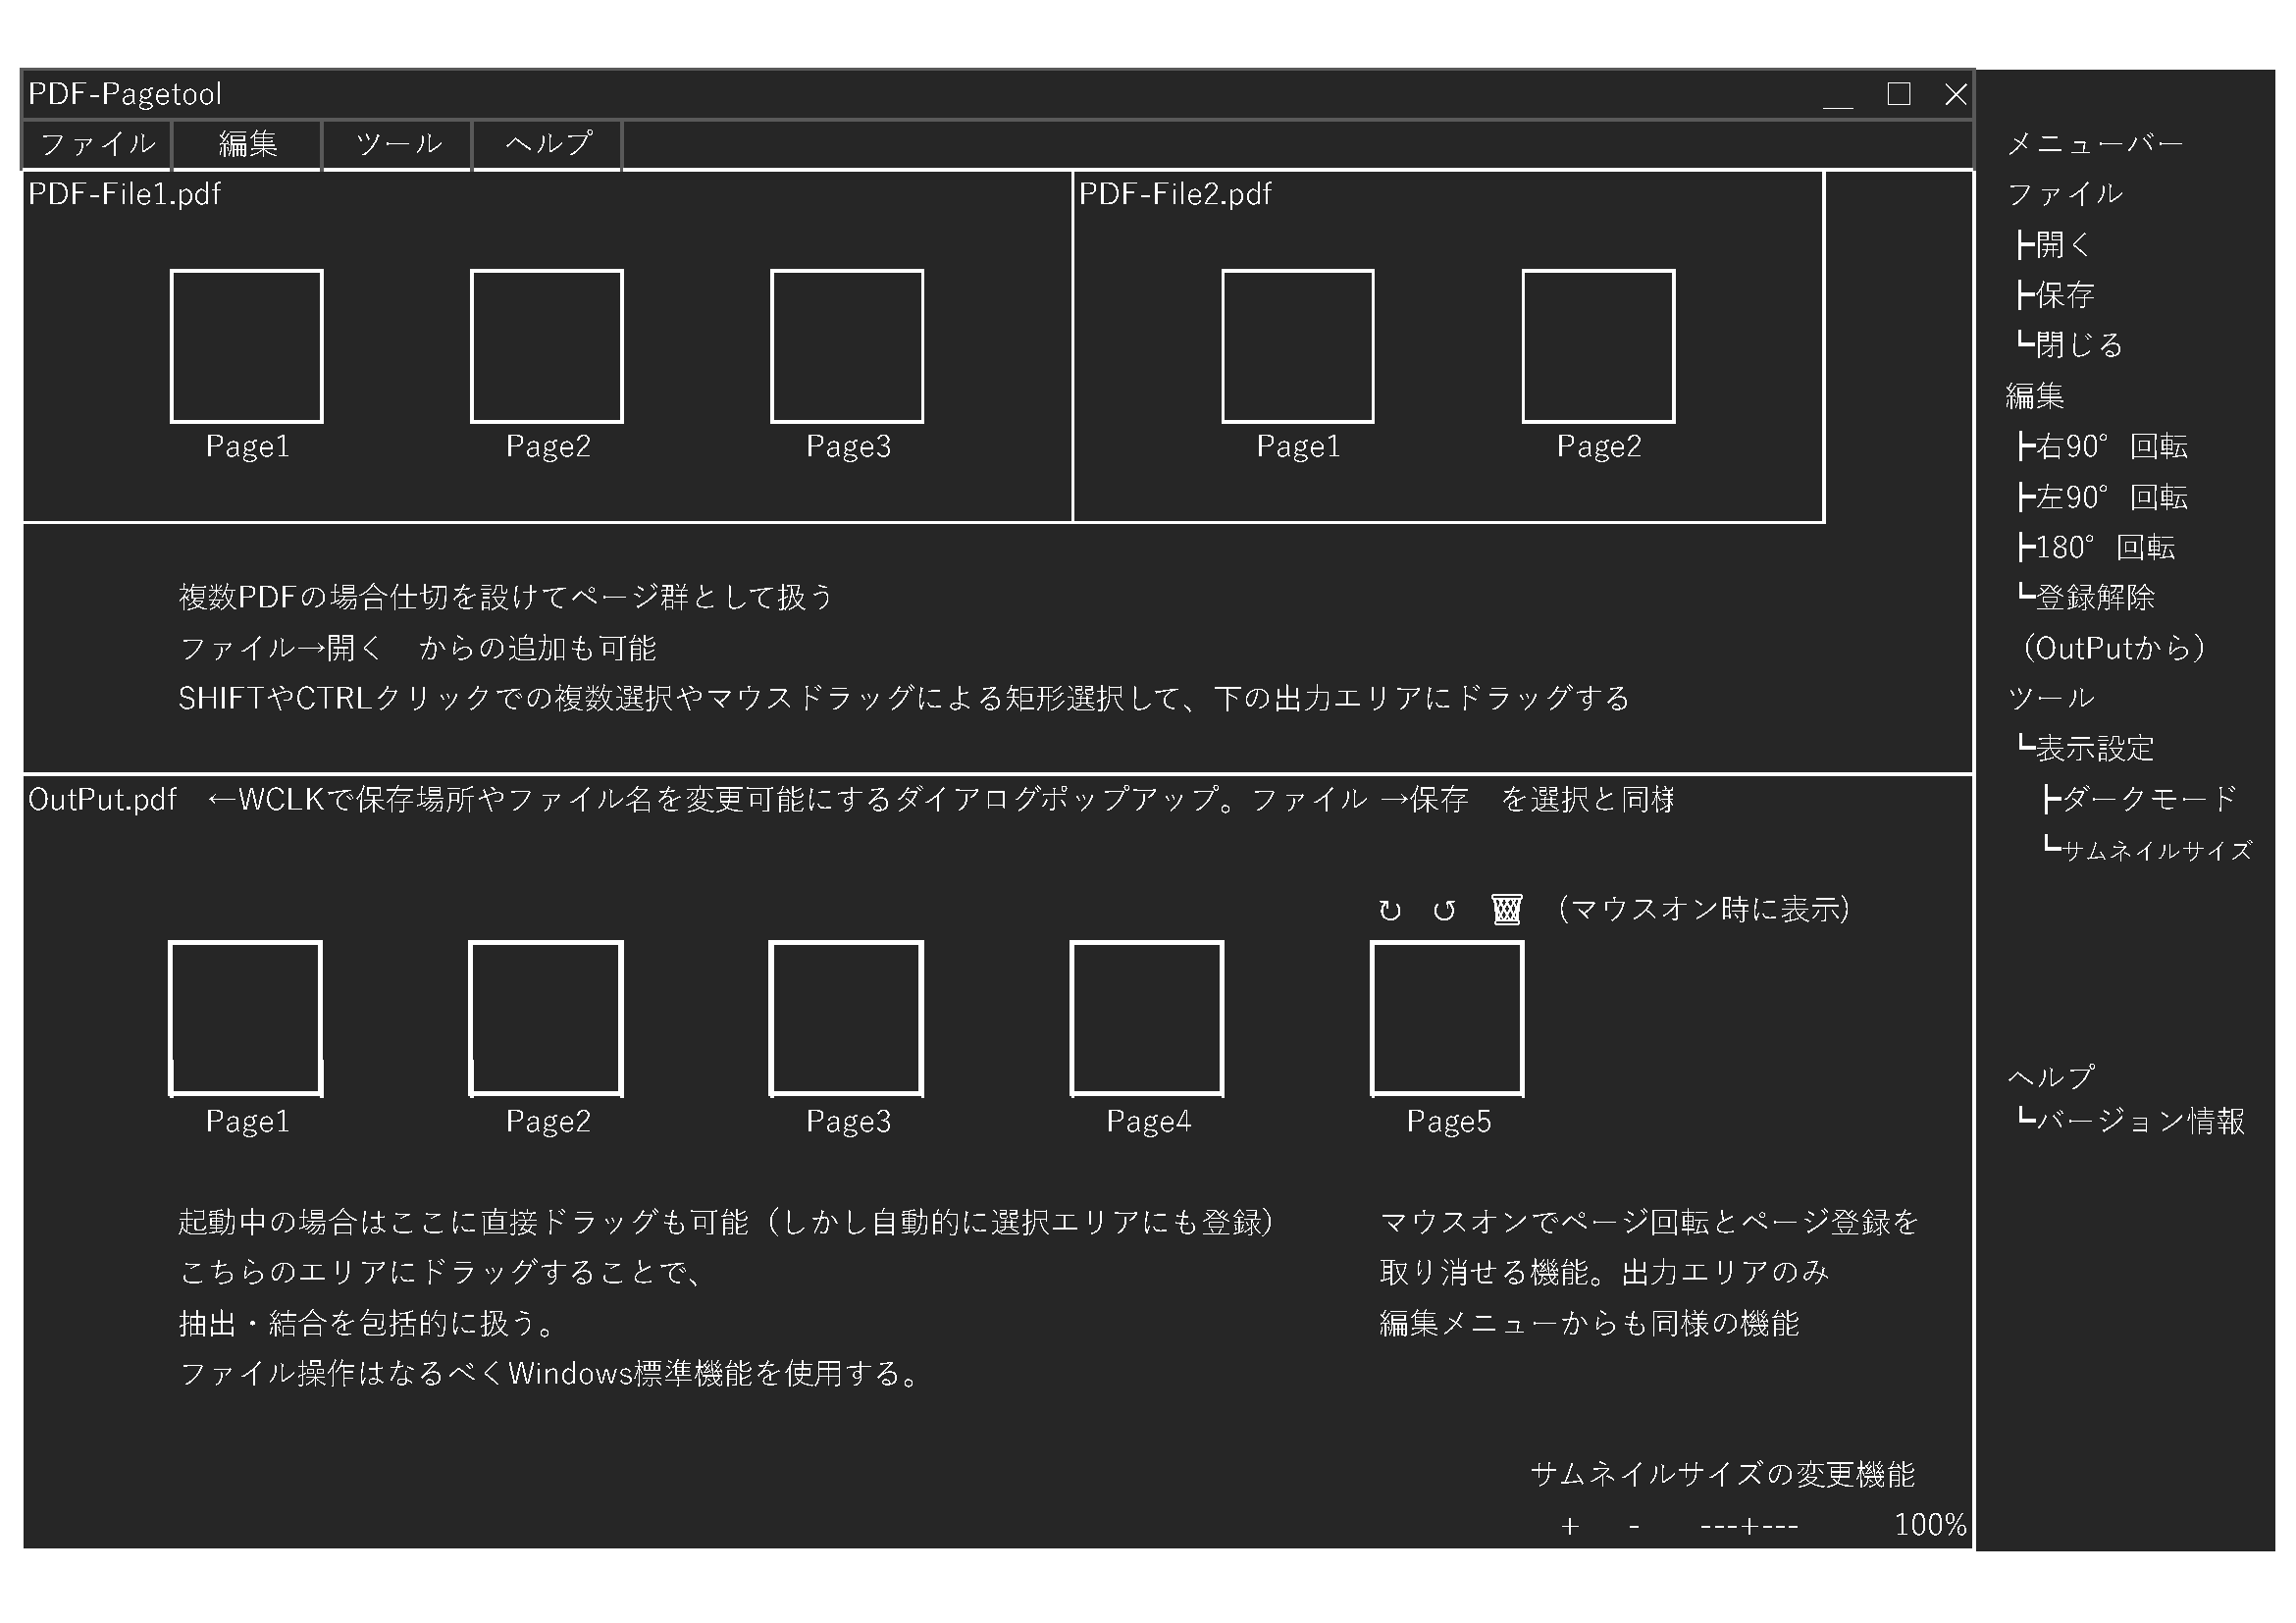 PDF-Pagetool ＿ □ ×
ファイル 編集 ツール ヘルプ
PDF-File1.pdf PDF-File2.pdf
Page1 Page2 Page3 Page1 Page2
複数PDFの場合仕切を設けてページ群として扱う
ファイル→開く　からの追加も可能
SHIFTやCTRLクリックでの複数選択やマウスドラッグによる矩形選択して、下の出力エリアにドラッグする
OutPut.pdf　←WCLKで保存場所やファイル名を変更可能にするダイアログポップアップ。ファイル →保存　を選択と同様
↻ ↺ 🗑 （マウスオン時に表示）
Page1 Page2 Page3 Page4 Page5
起動中の場合はここに直接ドラッグも可能（しかし自動的に選択エリアにも登録）
こちらのエリアにドラッグすることで、
抽出・結合を包括的に扱う。
ファイル操作はなるべくWindows標準機能を使用する。
マウスオンでページ回転とページ登録を
取り消せる機能。出力エリアのみ
編集メニューからも同様の機能
サムネイルサイズの変更機能
+ - ---+--- 100%
メニューバー
ファイル
┣開く
┣保存
┗閉じる
編集
┣右90°回転
┣左90°回転
┣180°回転
┗登録解除
（OutPutから）
ツール
┗表示設定
┣ダークモード
┗サムネイルサイズ
ヘルプ
┗バージョン情報